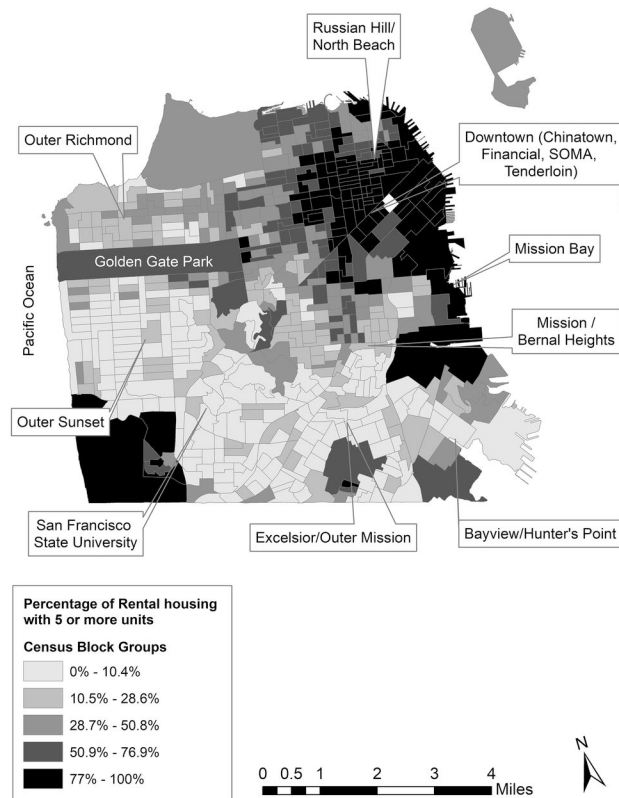 Russian Hill/
North Beach
Outer Richmond
Downtown (Chinatown,
Financial, SOMA,
Tenderloin)
Golden Gate Park
Mission Bay
Pacific Ocean
Mission /
Bernal Heights
Outer Sunset
San Francisco
State University
Excelsior/Outer Mission
Bayview/Hunter's Point
Percentage of Rental housing
with 5 or more units
Census Block Groups
0% - 10.4%
10.5% - 28.6%
28.7% - 50.8%
50.9% - 76.9%
77% - 100%
N
0 0.5 1 2 3 4
Miles